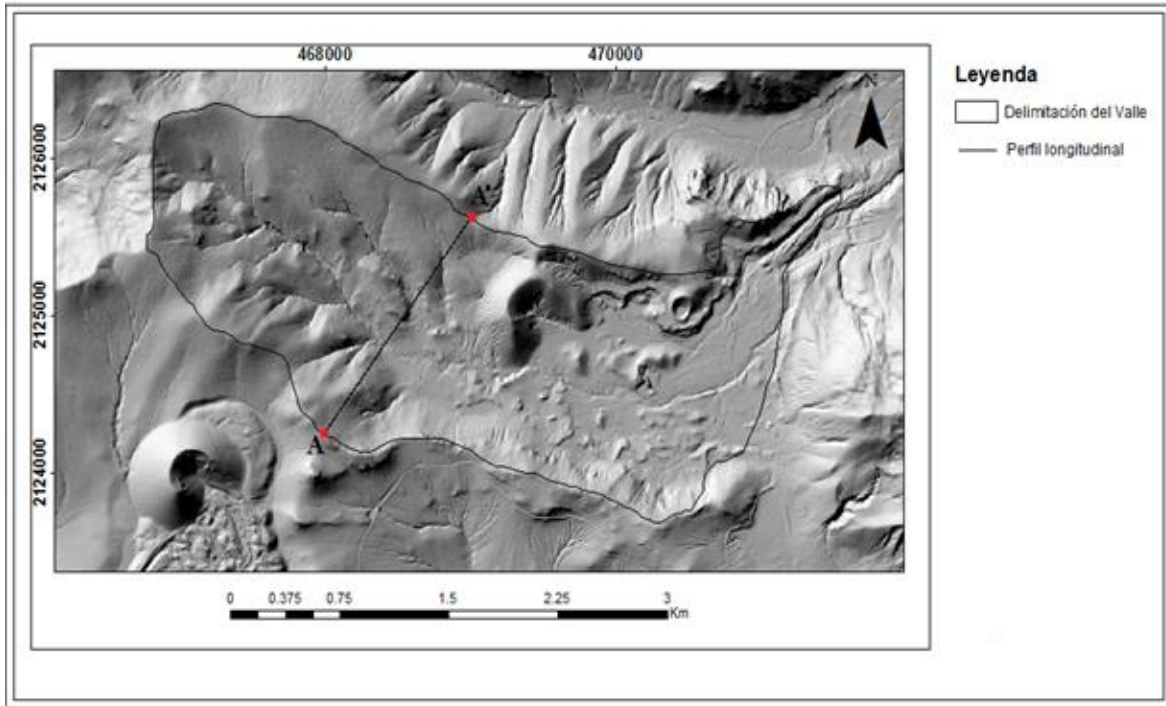 468000 470000
Leyenda
Delimitación del Valle
Perfil longitudinal
N
2126000
2125000
2124000
A'
A
0 0.375 0.75 1.5 2.25 3
Km